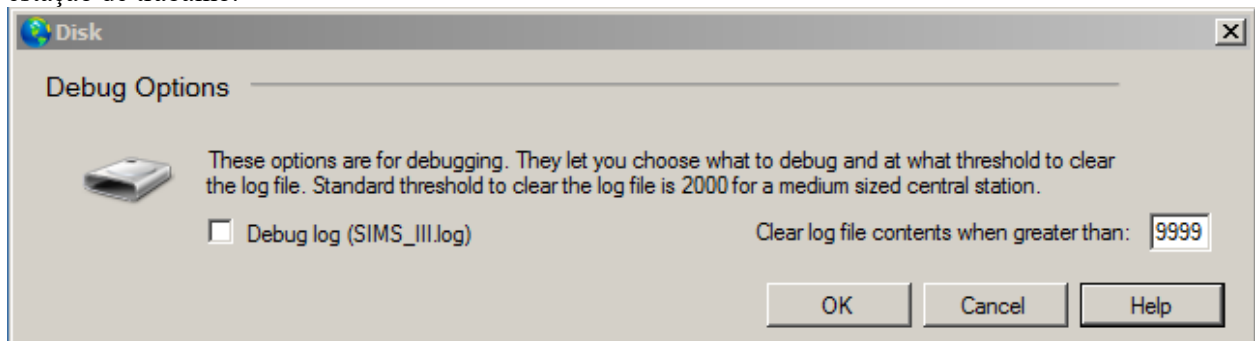 Disk
Debug Options
These options are for debugging. They let you choose what to debug and at what threshold to clear
the log file. Standard threshold to clear the log file is 2000 for a medium sized central station.
Debug log (SIMS_III.log) Clear log file contents when greater than: 9999
OK Cancel Help